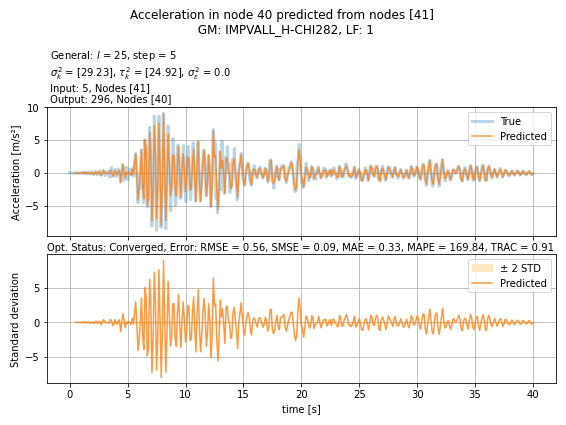 Acceleration in node 40 predicted from nodes [41]
GM: IMPVALL_H-CHI282, LF: 1
General: l = 25, step = 5
σ²ₖ = [29.23], τ²ₖ = [24.92], σ²_ε = 0.0
Input: 5, Nodes [41]
Output: 296, Nodes [40]
10
5
0
−5
Acceleration [m/s²]
True
Predicted
Opt. Status: Converged, Error: RMSE = 0.56, SMSE = 0.09, MAE = 0.33, MAPE = 169.84, TRAC = 0.91
5
0
−5
Standard deviation
± 2 STD
Predicted
0 5 10 15 20 25 30 35 40
time [s]